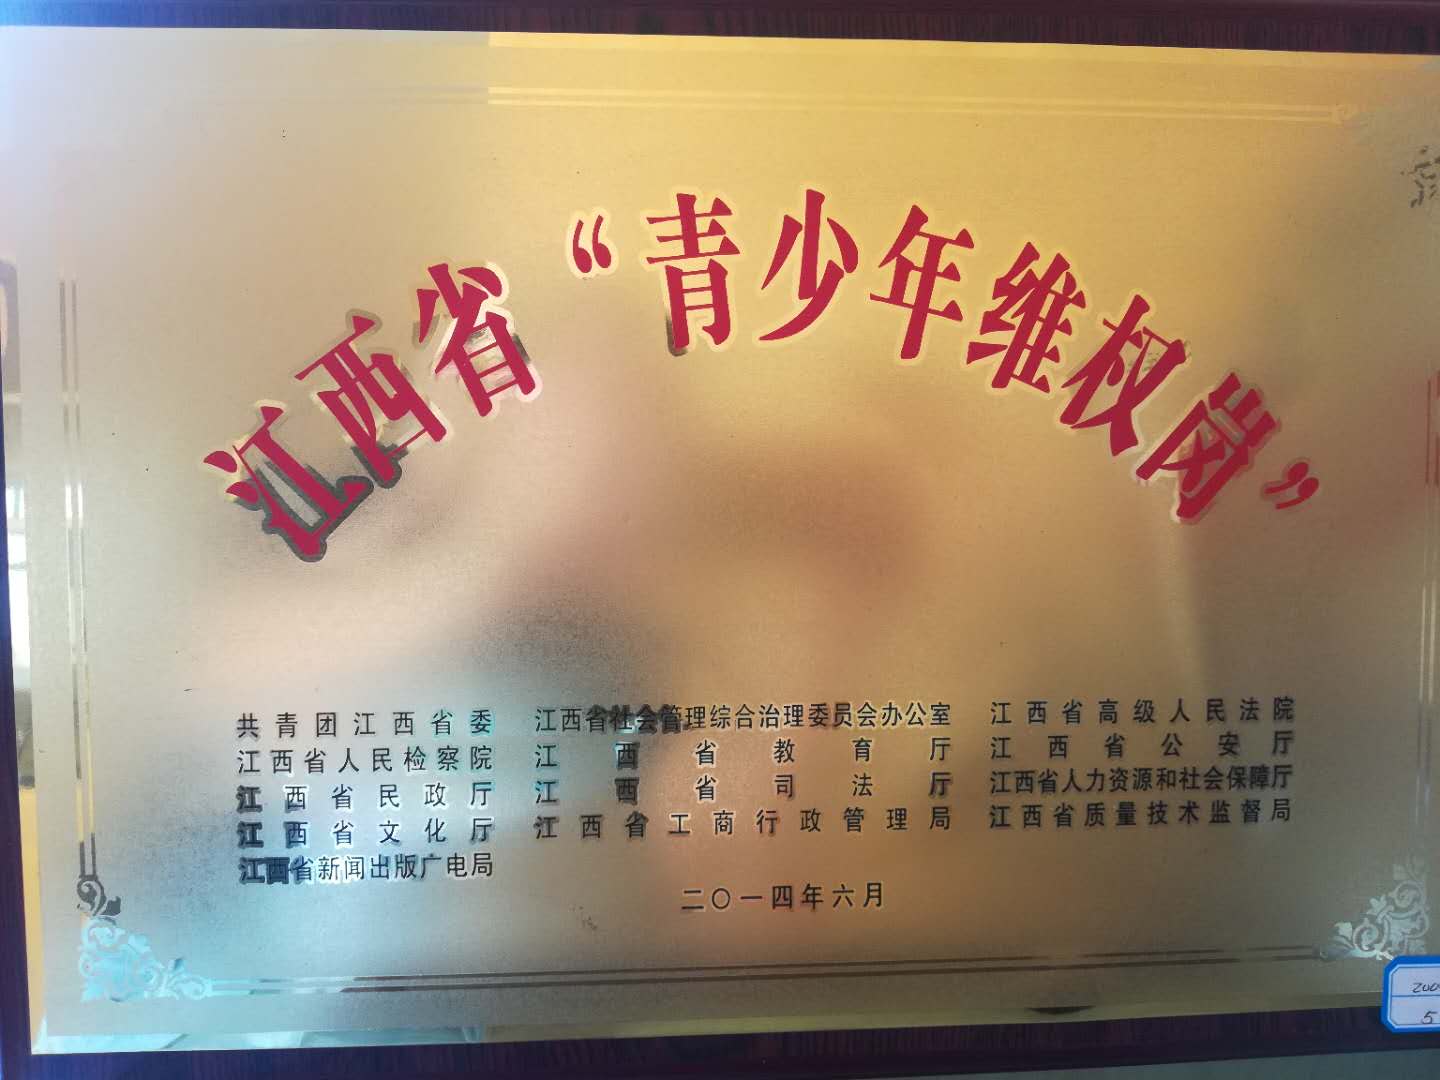 江西省“青少年维权岗”
共青团江西省委 江西省社会管理综合治理委员会办公室 江西省高级人民法院
江西省人民检察院 江西省教育厅 江西省公安厅
江西省民政厅 江西省司法厅 江西省人力资源和社会保障厅
江西省文化厅 江西省工商行政管理局 江西省质量技术监督局
江西省新闻出版广电局
二〇一四年六月
5